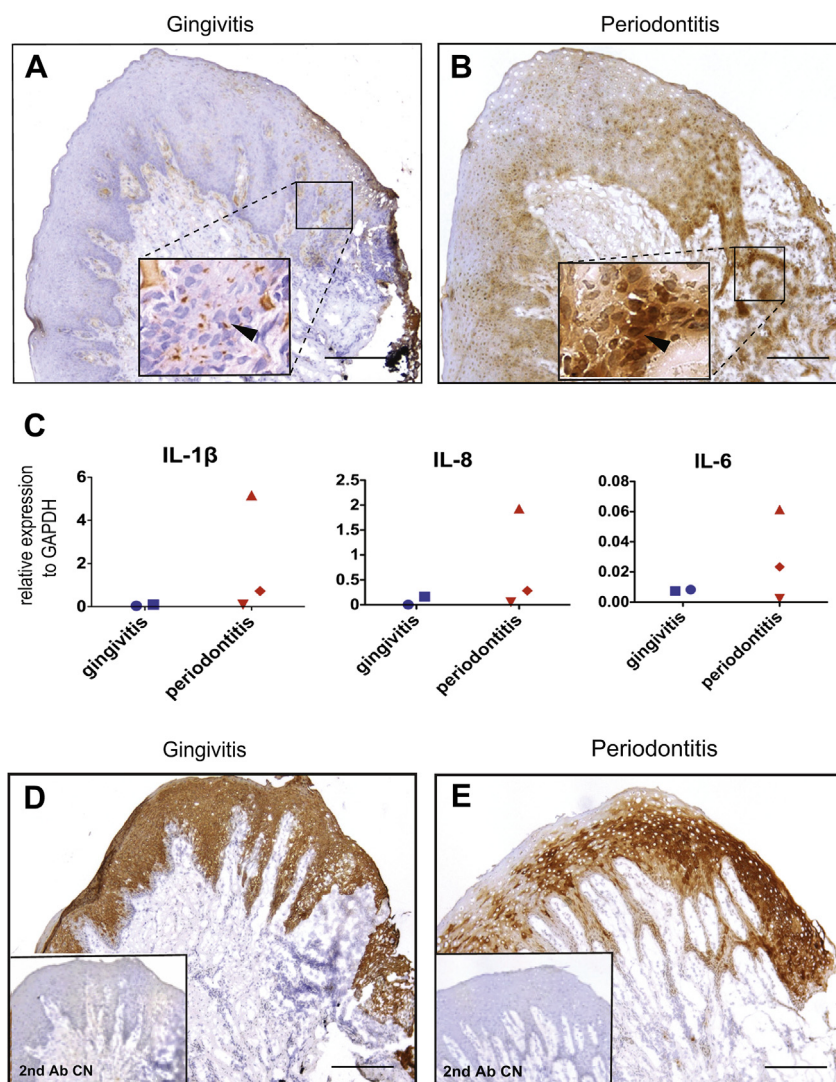 Gingivitis
Periodontitis
A
B
C
IL-1β
IL-8
IL-6
relative expression
to GAPDH
6
4
2
0
gingivitis
periodontitis
2.5
2
1.5
1
0.5
0
gingivitis
periodontitis
0.08
0.06
0.04
0.02
0.00
gingivitis
periodontitis
Gingivitis
Periodontitis
D
E
2nd Ab CN
2nd Ab CN